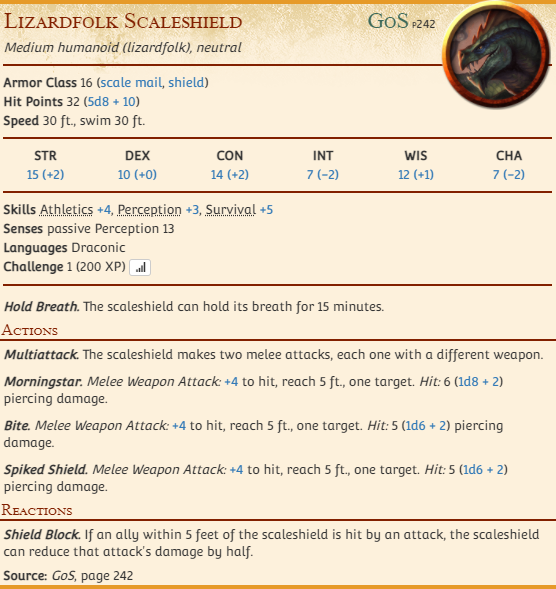 Lizardfolk Scaleshield GoS p242
Medium humanoid (lizardfolk), neutral
Armor Class 16 (scale mail, shield)
Hit Points 32 (5d8 + 10)
Speed 30 ft., swim 30 ft.
STR DEX CON INT WIS CHA
15 (+2) 10 (+0) 14 (+2) 7 (−2) 12 (+1) 7 (−2)
Skills Athletics +4, Perception +3, Survival +5
Senses passive Perception 13
Languages Draconic
Challenge 1 (200 XP)
Hold Breath. The scaleshield can hold its breath for 15 minutes.
Actions
Multiattack. The scaleshield makes two melee attacks, each one with a different weapon.
Morningstar. Melee Weapon Attack: +4 to hit, reach 5 ft., one target. Hit: 6 (1d8 + 2)
piercing damage.
Bite. Melee Weapon Attack: +4 to hit, reach 5 ft., one target. Hit: 5 (1d6 + 2) piercing
damage.
Spiked Shield. Melee Weapon Attack: +4 to hit, reach 5 ft., one target. Hit: 5 (1d6 + 2)
piercing damage.
Reactions
Shield Block. If an ally within 5 feet of the scaleshield is hit by an attack, the scaleshield
can reduce that attack's damage by half.
Source: GoS, page 242